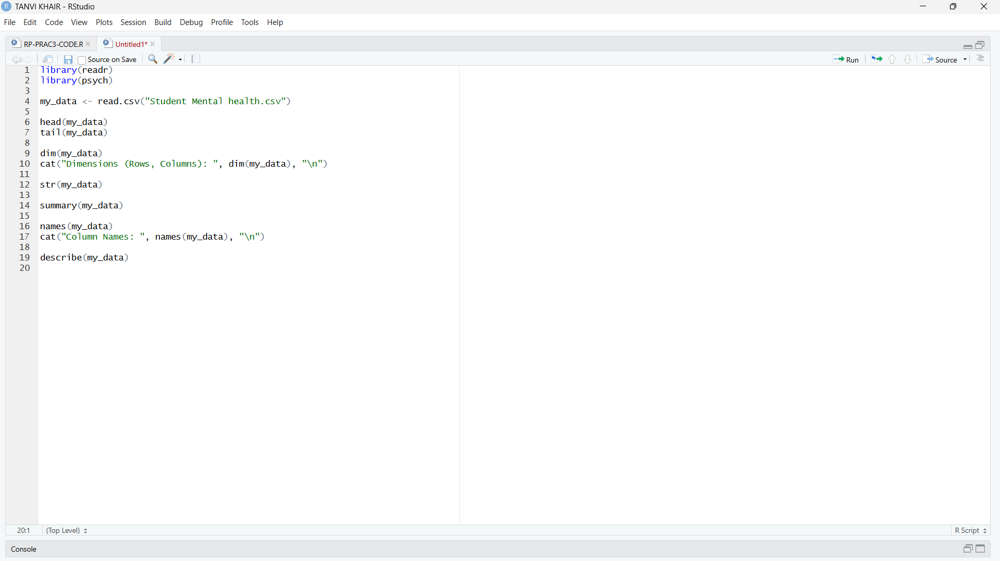 TANVI KHAIR - RStudio
File Edit Code View Plots Session Build Debug Profile Tools Help
RP-PRAC3-CODE.R Untitled1*
Source on Save Run Source
1 library(readr)
2 library(psych)
3
4 my_data <- read.csv("Student Mental health.csv")
5
6 head(my_data)
7 tail(my_data)
8
9 dim(my_data)
10 cat("Dimensions (Rows, Columns): ", dim(my_data), "\n")
11
12 str(my_data)
13
14 summary(my_data)
15
16 names(my_data)
17 cat("Column Names: ", names(my_data), "\n")
18
19 describe(my_data)
20
20:1 (Top Level) R Script
Console